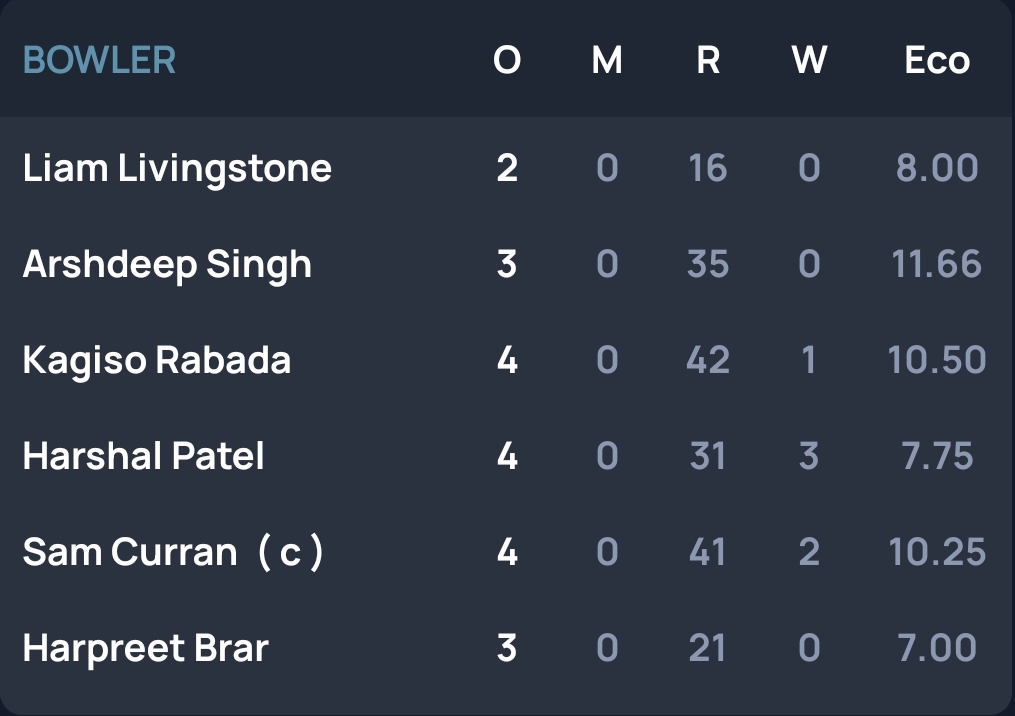 BOWLER O M R W Eco
Liam Livingstone 2 0 16 0 8.00
Arshdeep Singh 3 0 35 0 11.66
Kagiso Rabada 4 0 42 1 10.50
Harshal Patel 4 0 31 3 7.75
Sam Curran ( c ) 4 0 41 2 10.25
Harpreet Brar 3 0 21 0 7.00